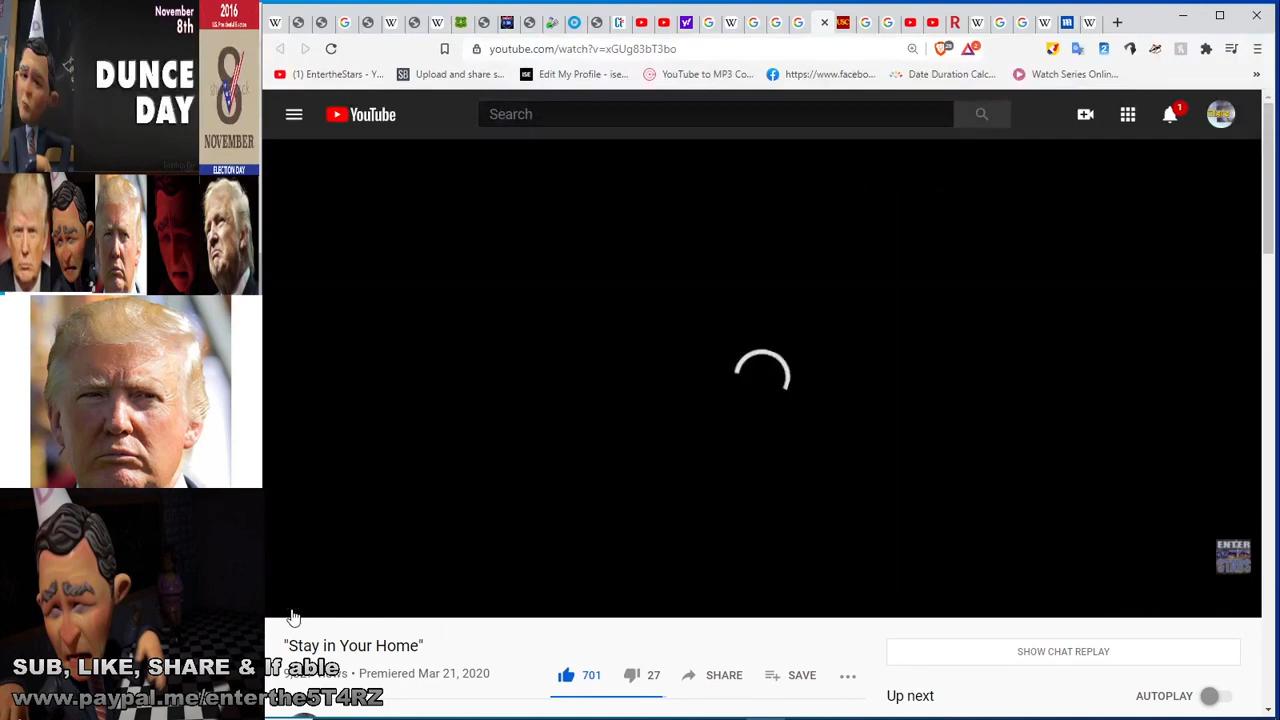 November
8th
DUNCE
DAY
2016
8
NOVEMBER
ELECTION DAY
youtube.com/watch?v=xGUg83bT3bo
(1) EntertheStars - Y...
Upload and share s...
Edit My Profile - ise...
YouTube to MP3 Co...
https://www.facebo...
Date Duration Calc...
Watch Series Online...
YouTube
Search
1
ENTER
STARS
"Stay in Your Home"
Premiered Mar 21, 2020
701
27
SHARE
SAVE
SHOW CHAT REPLAY
Up next
AUTOPLAY
SUB, LIKE, SHARE & If able
www.paypal.me/enterthe5T4RZ